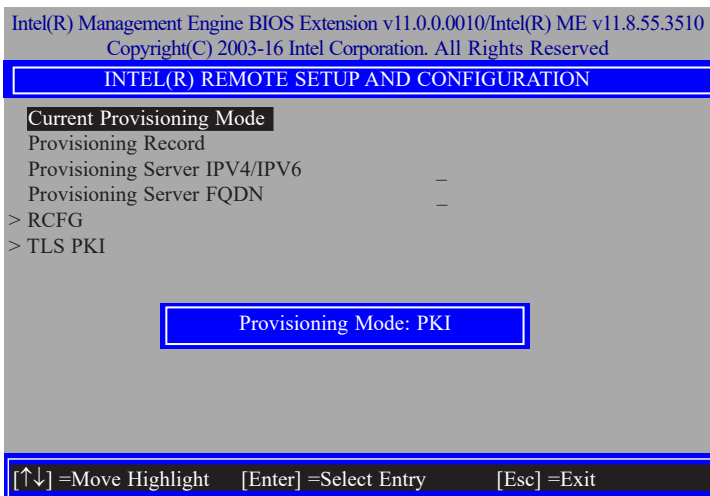 Intel(R) Management Engine BIOS Extension v11.0.0.0010/Intel(R) ME v11.8.55.3510
Copyright(C) 2003-16 Intel Corporation. All Rights Reserved
INTEL(R) REMOTE SETUP AND CONFIGURATION
Current Provisioning Mode
Provisioning Record
Provisioning Server IPV4/IPV6 _
Provisioning Server FQDN _
> RCFG
> TLS PKI
Provisioning Mode: PKI
[↑↓] =Move Highlight [Enter] =Select Entry [Esc] =Exit